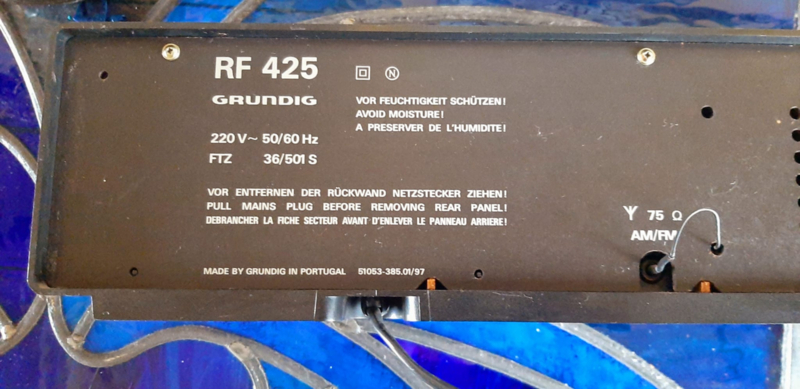 RF 425
GRUNDIG
220 V~ 50/60 Hz
FTZ 36/501 S
N
VOR FEUCHTIGKEIT SCHÜTZEN!
AVOID MOISTURE!
A PRESERVER DE L'HUMIDITE!
VOR ENTFERNEN DER RÜCKWAND NETZSTECKER ZIEHEN!
PULL MAINS PLUG BEFORE REMOVING REAR PANEL!
DEBRANCHER LA FICHE SECTEUR AVANT D'ENLEVER LE PANNEAU ARRIERE!
MADE BY GRUNDIG IN PORTUGAL 51053-385.01/97
75 Ω
AM/FM